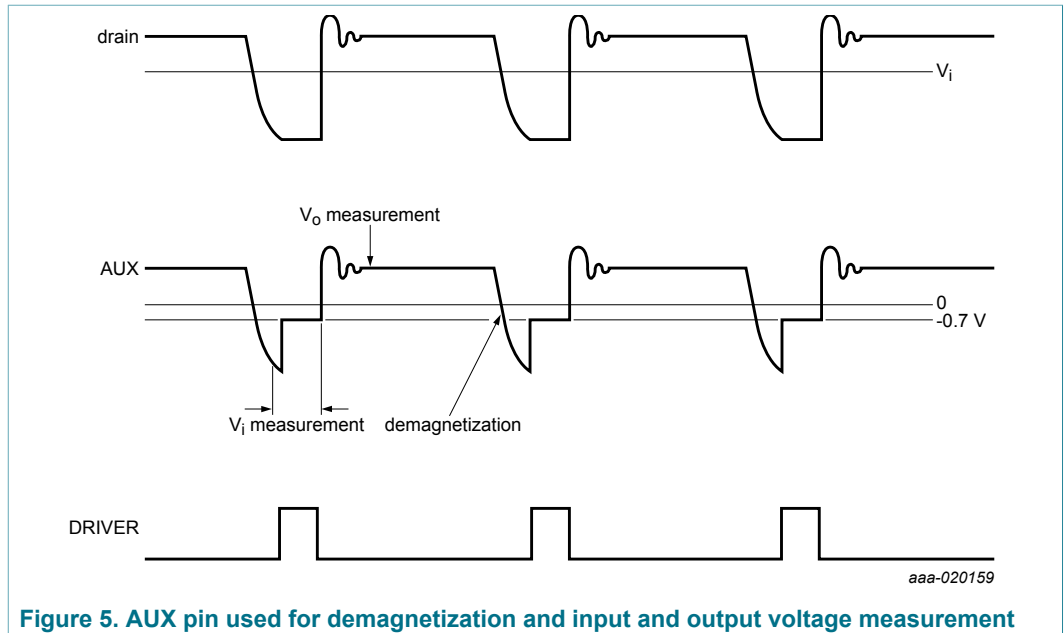 drain
Vi
Vo measurement
AUX
0
-0.7 V
Vi measurement
demagnetization
DRIVER
aaa-020159
Figure 5. AUX pin used for demagnetization and input and output voltage measurement